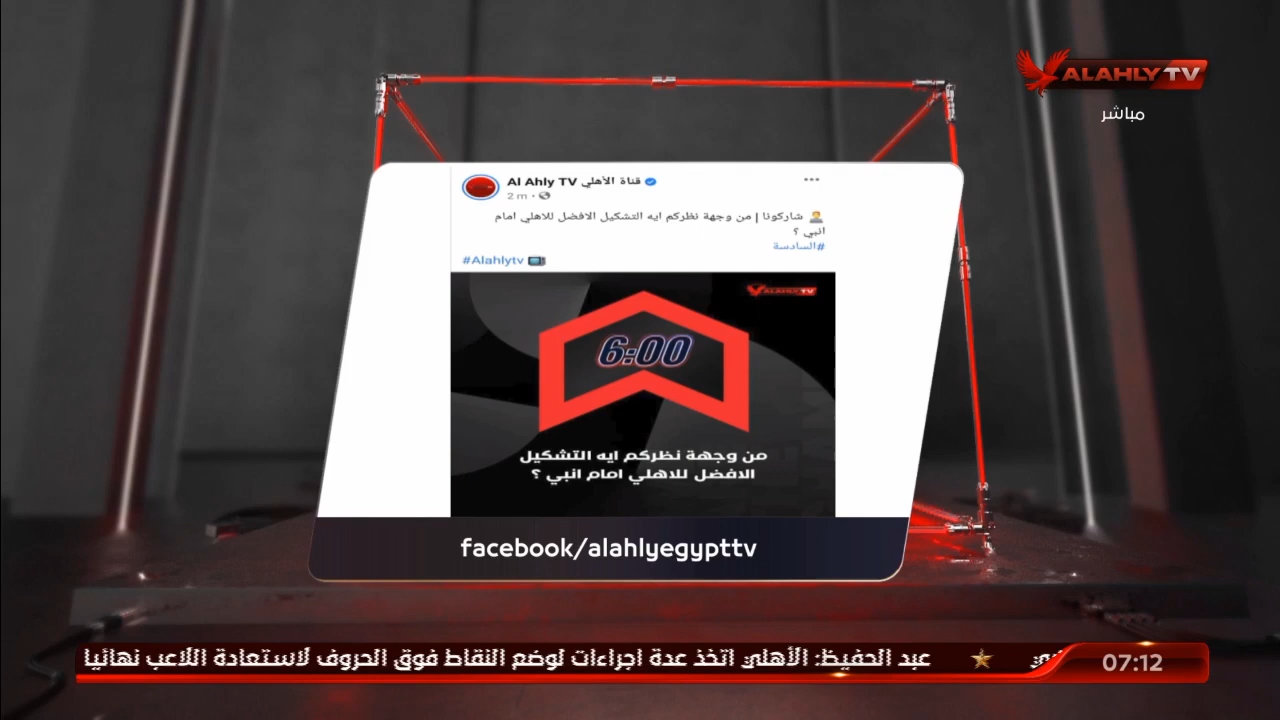 ALAHLY TV
مباشر
Al Ahly TV قناة الأهلي
2 m
شاركونا | من وجهة نظركم ايه التشكيل الافضل للاهلي امام
انبي ؟
#السادسة
#Alahlytv
ALAHLY TV
6:00
من وجهة نظركم ايه التشكيل
الافضل للاهلي امام انبي ؟
facebook/alahlyegypttv
عبد الحفيظ: الأهلي اتخذ عدة اجراءات لوضع النقاط فوق الحروف لاستعادة اللاعب نهائيا
07:12